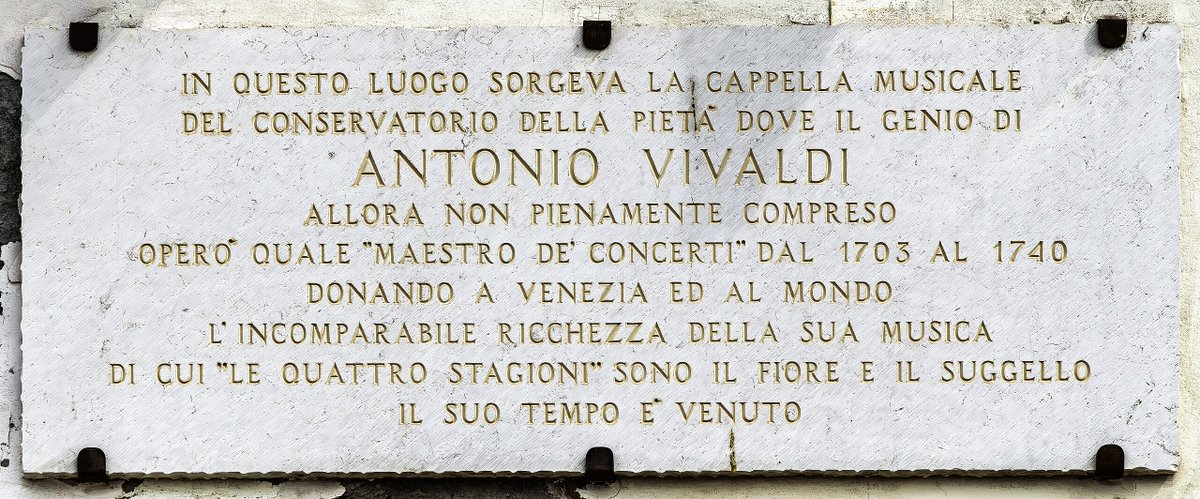 IN QUESTO LUOGO SORGEVA LA CAPPELLA MUSICALE
DEL CONSERVATORIO DELLA PIETÀ DOVE IL GENIO DI
ANTONIO VIVALDI
ALLORA NON PIENAMENTE COMPRESO
OPERO' QUALE "MAESTRO DE' CONCERTI" DAL 1703 AL 1740
DONANDO A VENEZIA ED AL MONDO
L'INCOMPARABILE RICCHEZZA DELLA SUA MUSICA
DI CUI "LE QUATTRO STAGIONI" SONO IL FIORE E IL SUGGELLO
IL SUO TEMPO E' VENUTO